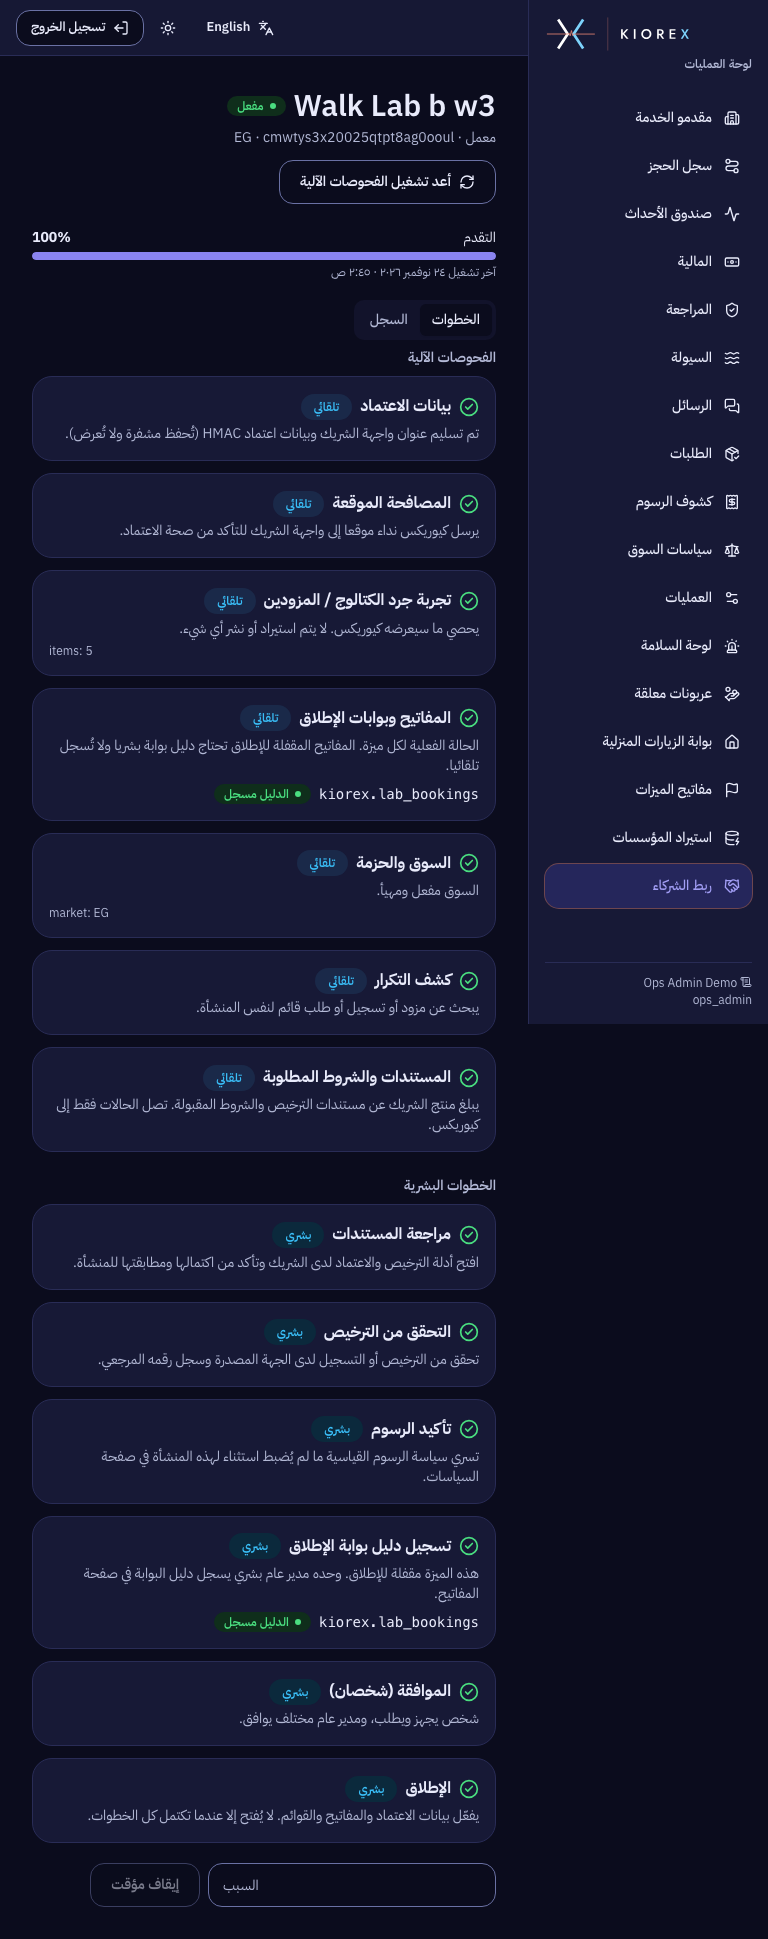 KIOREX
لوحة العمليات
English
تسجيل الخروج
مقدمو الخدمة
سجل الحجز
صندوق الأحداث
المالية
المراجعة
السيولة
الرسائل
الطلبات
كشوف الرسوم
سياسات السوق
العمليات
لوحة السلامة
عربونات معلقة
بوابة الزيارات المنزلية
مفاتيح الميزات
استيراد المؤسسات
ربط الشركاء
Ops Admin Demo
ops_admin
Walk Lab b w3 مفعل
معمل · EG · cmwtys3x20025qtpt8ag0ooul
أعد تشغيل الفحوصات الآلية
التقدم 100%
آخر تشغيل ٢٤ نوفمبر ٢٠٢٦ · ٢:٤٥ ص
الخطوات السجل
الفحوصات الآلية
بيانات الاعتماد تلقائي
تم تسليم عنوان واجهة الشريك وبيانات اعتماد HMAC (تُحفظ مشفرة ولا تُعرض).
المصافحة الموقعة تلقائي
يرسل كيوريكس نداء موقعا إلى واجهة الشريك للتأكد من صحة الاعتماد.
تجربة جرد الكتالوج / المزودين تلقائي
يحصي ما سيعرضه كيوريكس. لا يتم استيراد أو نشر أي شيء.
items: 5
المفاتيح وبوابات الإطلاق تلقائي
الحالة الفعلية لكل ميزة. المفاتيح المقفلة للإطلاق تحتاج دليل بوابة بشريا ولا تُسجل
تلقائيا.
kiorex.lab_bookings الدليل مسجل
السوق والحزمة تلقائي
السوق مفعل ومهيأ.
market: EG
كشف التكرار تلقائي
يبحث عن مزود أو تسجيل أو طلب قائم لنفس المنشأة.
المستندات والشروط المطلوبة تلقائي
يبلغ منتج الشريك عن مستندات الترخيص والشروط المقبولة. تصل الحالات فقط إلى
كيوريكس.
الخطوات البشرية
مراجعة المستندات بشري
افتح أدلة الترخيص والاعتماد لدى الشريك وتأكد من اكتمالها ومطابقتها للمنشأة.
التحقق من الترخيص بشري
تحقق من الترخيص أو التسجيل لدى الجهة المصدرة وسجل رقمه المرجعي.
تأكيد الرسوم بشري
تسري سياسة الرسوم القياسية ما لم يُضبط استثناء لهذه المنشأة في صفحة
السياسات.
تسجيل دليل بوابة الإطلاق بشري
هذه الميزة مقفلة للإطلاق. وحده مدير عام بشري يسجل دليل البوابة في صفحة
المفاتيح.
kiorex.lab_bookings الدليل مسجل
الموافقة (شخصان) بشري
شخص يجهز ويطلب، ومدير عام مختلف يوافق.
الإطلاق بشري
يفعّل بيانات الاعتماد والمفاتيح والقوائم. لا يُفتح إلا عندما تكتمل كل الخطوات.
السبب
إيقاف مؤقت